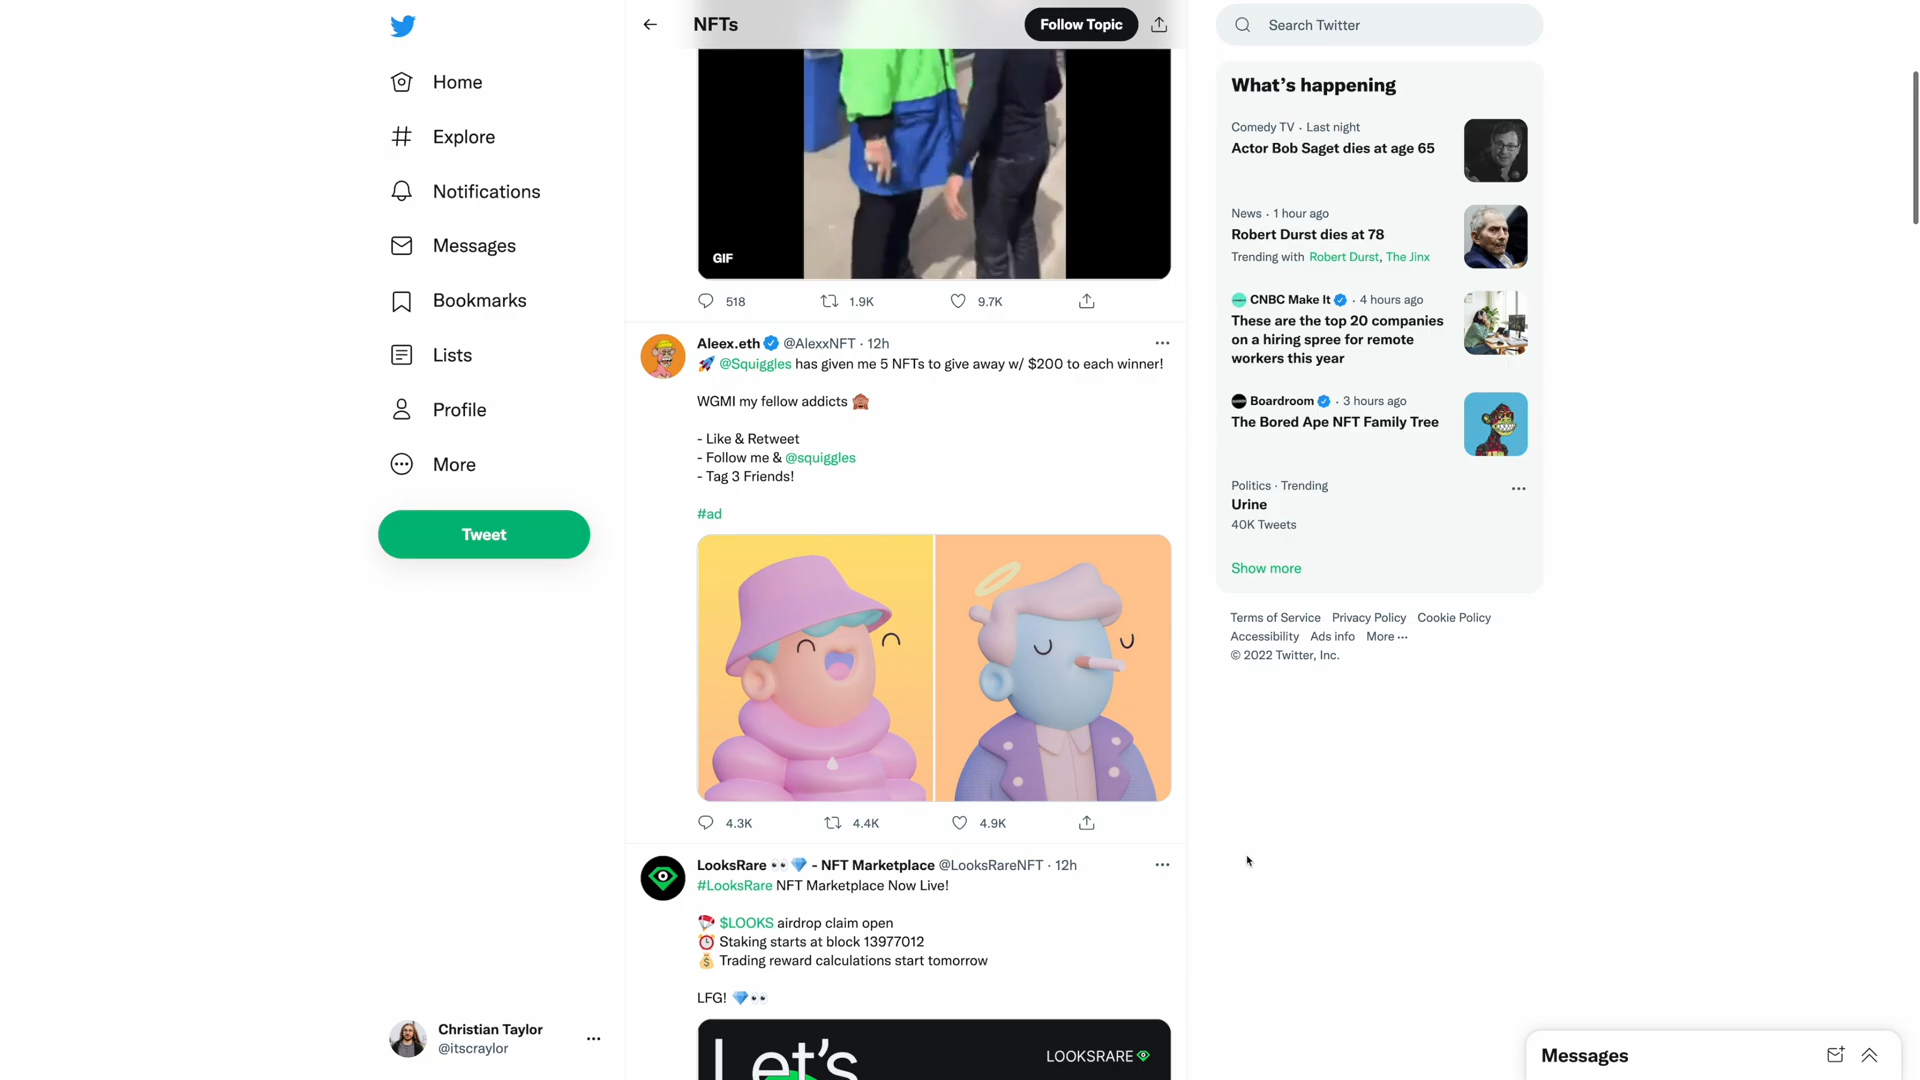 Home
Explore
Notifications
Messages
Bookmarks
Lists
Profile
More
Tweet
Christian Taylor
@itscraylor
NFTs
Follow Topic
GIF
518 1.9K 9.7K
Aleex.eth @AlexxNFT · 12h
🚀 @Squiggles has given me 5 NFTs to give away w/ $200 to each winner!
WGMI my fellow addicts 🙈
- Like & Retweet
- Follow me & @squiggles
- Tag 3 Friends!
#ad
4.3K 4.4K 4.9K
LooksRare 👀💎 - NFT Marketplace @LooksRareNFT · 12h
#LooksRare NFT Marketplace Now Live!
🪂 $LOOKS airdrop claim open
⏰ Staking starts at block 13977012
💰 Trading reward calculations start tomorrow
LFG! 💎👀
Let's
LOOKSRARE
Search Twitter
What's happening
Comedy TV · Last night
Actor Bob Saget dies at age 65
News · 1 hour ago
Robert Durst dies at 78
Trending with Robert Durst, The Jinx
CNBC Make It · 4 hours ago
These are the top 20 companies
on a hiring spree for remote
workers this year
Boardroom · 3 hours ago
The Bored Ape NFT Family Tree
Politics · Trending
Urine
40K Tweets
Show more
Terms of Service Privacy Policy Cookie Policy
Accessibility Ads info More ···
© 2022 Twitter, Inc.
Messages